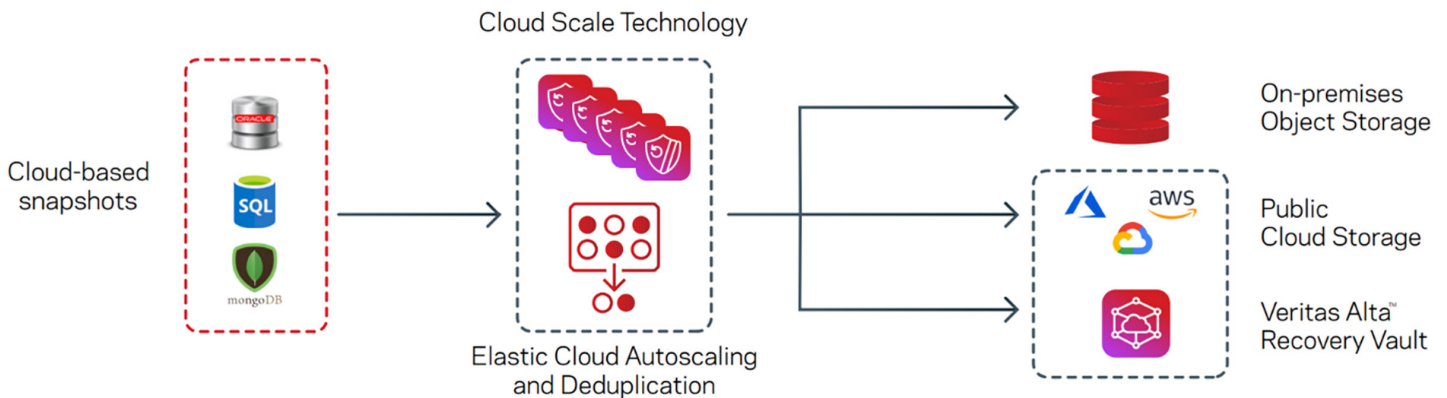 Cloud Scale Technology
Cloud-based
snapshots
ORACLE
SQL
mongoDB
Elastic Cloud Autoscaling
and Deduplication
On-premises
Object Storage
aws
Public
Cloud Storage
Veritas Alta™
Recovery Vault